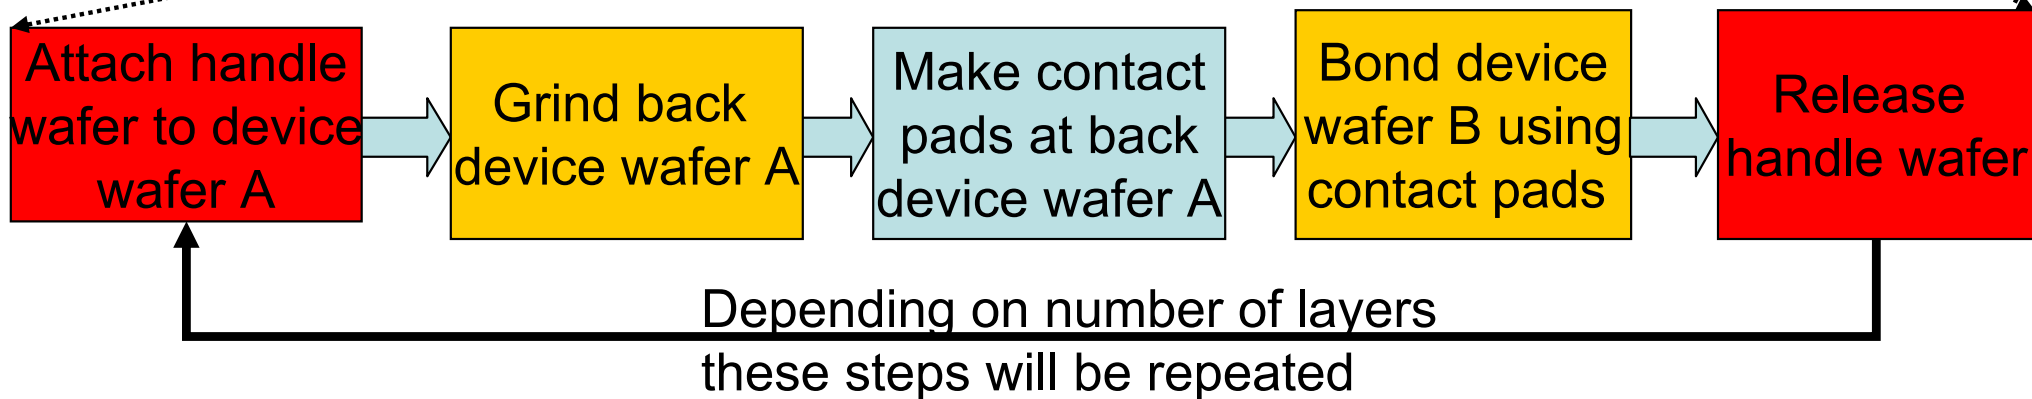 Attach handle
wafer to device
wafer A
Grind back
device wafer A
Make contact
pads at back
device wafer A
Bond device
wafer B using
contact pads
Release
handle wafer
Depending on number of layers
these steps will be repeated